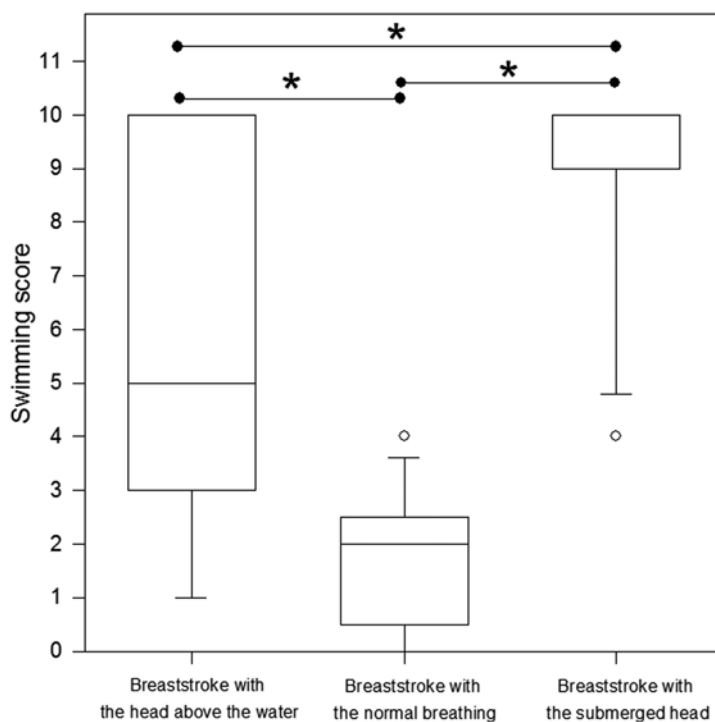 *
11
*
*
10
9
8
7
6
5
4
3
2
1
0
Swimming score
Breaststroke with
the head above the water
Breaststroke with
the normal breathing
Breaststroke with
the submerged head